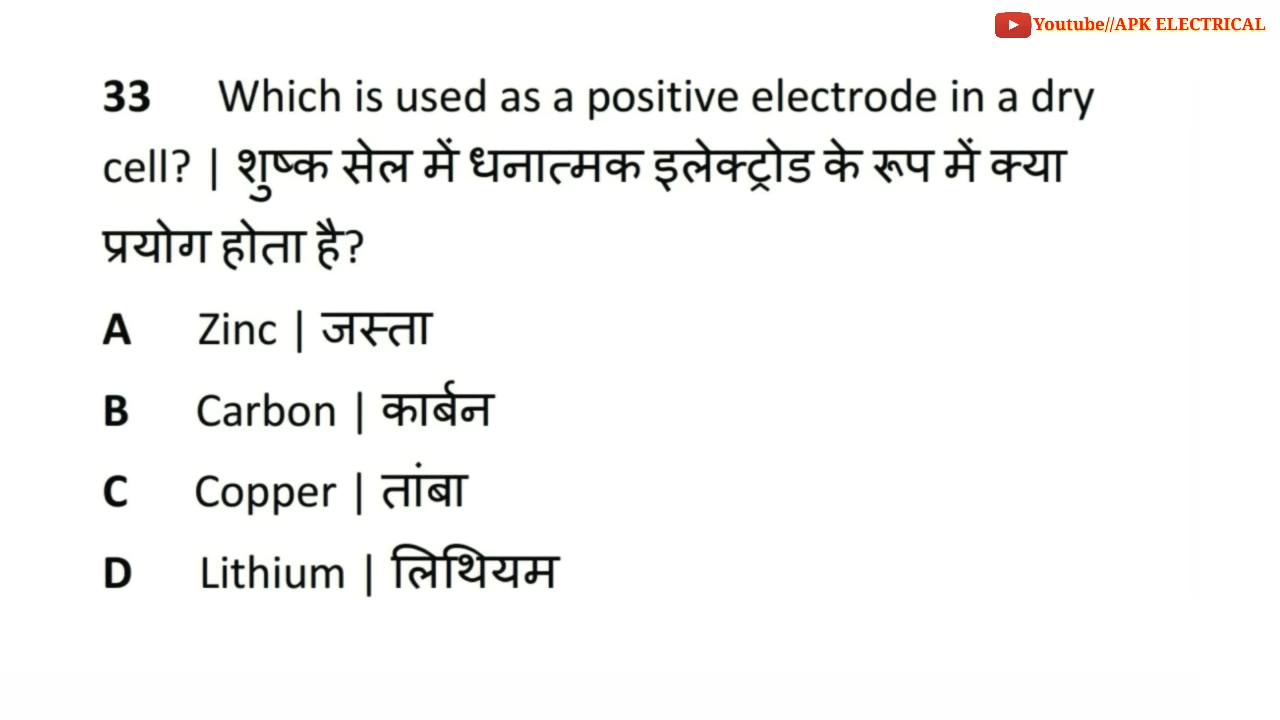 Youtube//APK ELECTRICAL
33 Which is used as a positive electrode in a dry
cell? | शुष्क सेल में धनात्मक इलेक्ट्रोड के रूप में क्या
प्रयोग होता है?
A Zinc | जस्ता
B Carbon | कार्बन
C Copper | तांबा
D Lithium | लिथियम